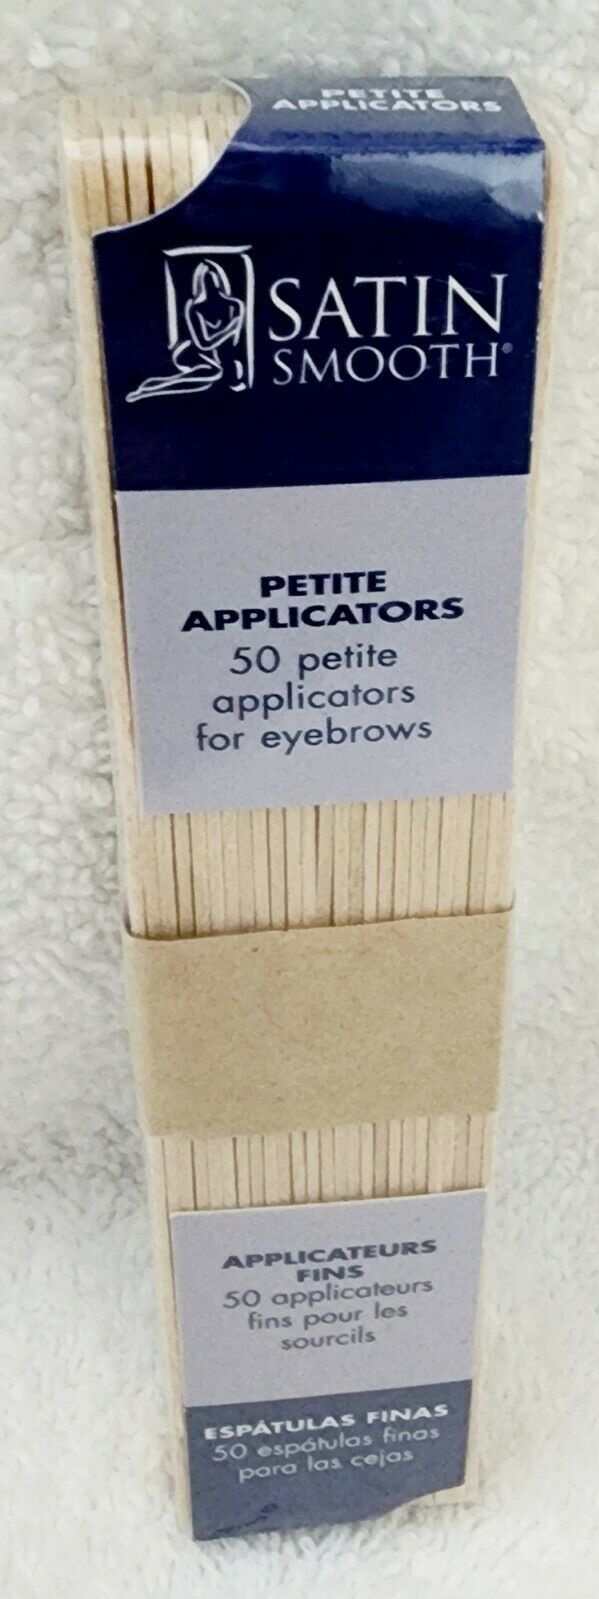 PETITE
APPLICATORS
SATIN
SMOOTH®
PETITE
APPLICATORS
50 petite
applicators
for eyebrows
APPLICATEURS
FINS
50 applicateurs
fins pour les
sourcils
ESPÁTULAS FINAS
50 espátulas finas
para las cejas